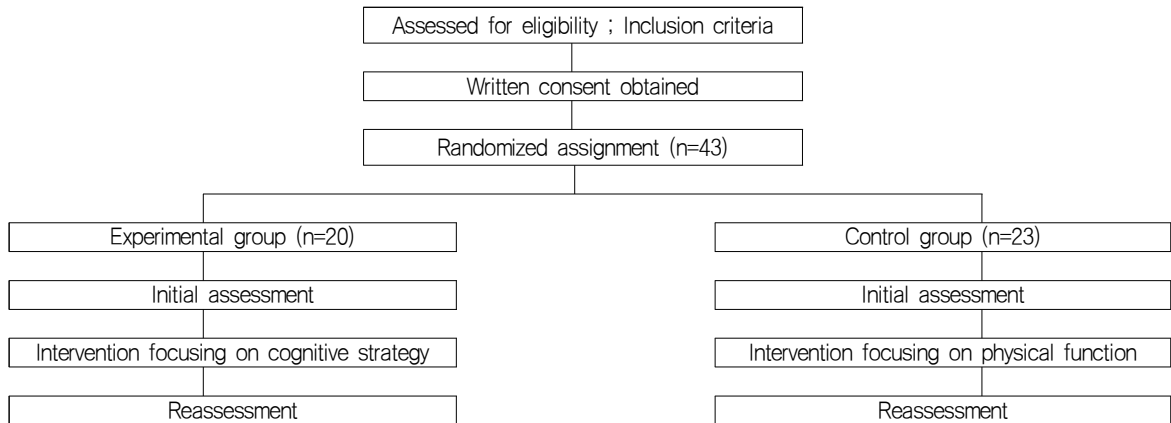 Assessed for eligibility ; Inclusion criteria
Written consent obtained
Randomized assignment (n=43)
Experimental group (n=20)
Control group (n=23)
Initial assessment
Initial assessment
Intervention focusing on cognitive strategy
Intervention focusing on physical function
Reassessment
Reassessment